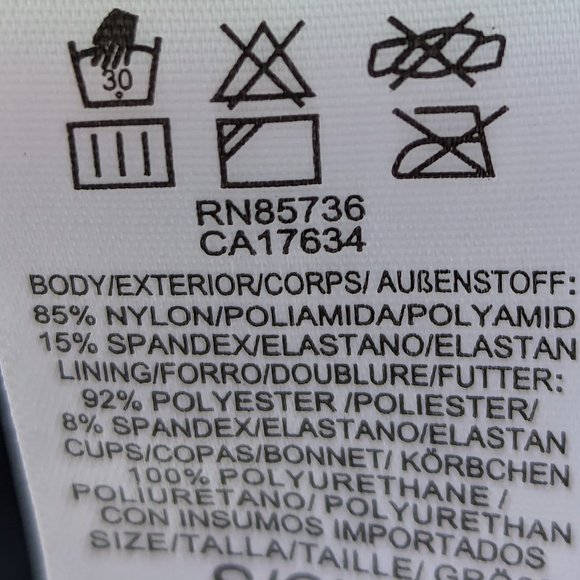 30
RN85736
CA17634
BODY/EXTERIOR/CORPS/ AUßENSTOFF:
85% NYLON/POLIAMIDA/POLYAMID
15% SPANDEX/ELASTANO/ELASTAN
LINING/FORRO/DOUBLURE/FUTTER:
92% POLYESTER /POLIESTER/
8% SPANDEX/ELASTANO/ELASTAN
CUPS/COPAS/BONNET/ KÖRBCHEN
100% POLYURETHANE /
POLIURETANO/ POLYURETHAN
CON INSUMOS IMPORTADOS
SIZE/TALLA/TAILLE/